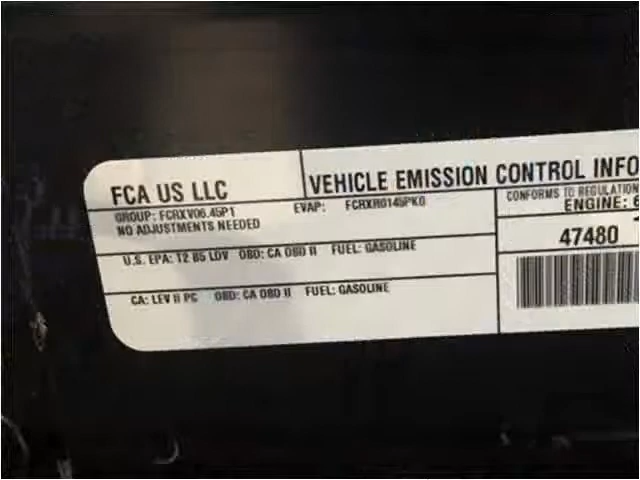 FCA US LLC
VEHICLE EMISSION CONTROL INFO
GROUP: FCRXV06.45P1
EVAP: FCRXR0145PK0
NO ADJUSTMENTS NEEDED
CONFORMS TO REGULATION
ENGINE: 6
U.S. EPA: T2 B5 LDV OBD: CA OBD II FUEL: GASOLINE
47480
CA: LEV II PC OBD: CA OBD II FUEL: GASOLINE